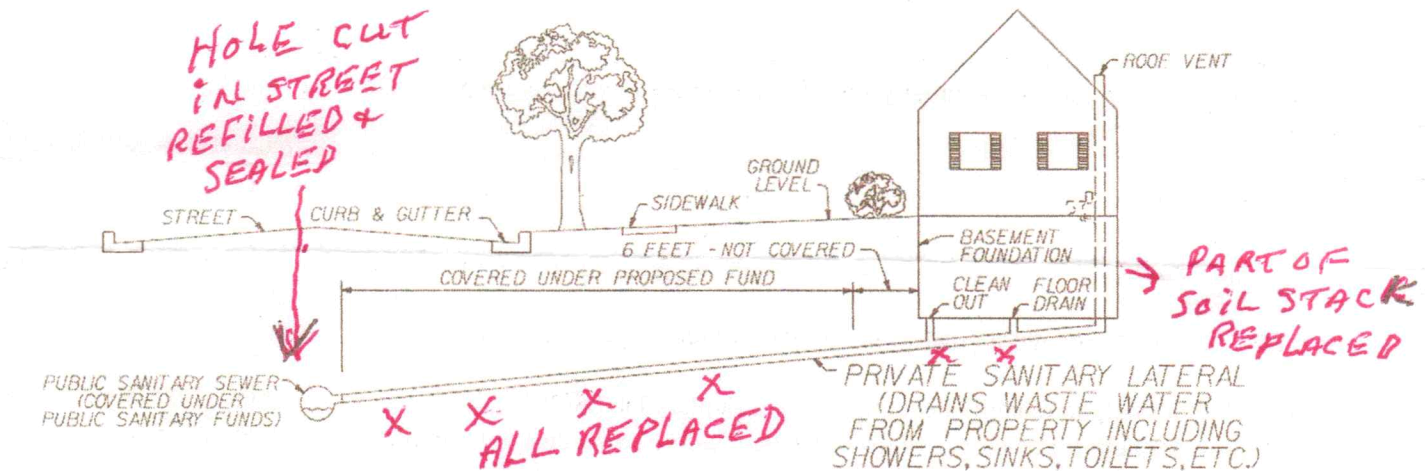 HOLE CUT
IN STREET
REFILLED &
SEALED
ROOF VENT
GROUND
LEVEL
STREET
CURB & GUTTER
SIDEWALK
6 FEET - NOT COVERED
BASEMENT
FOUNDATION
COVERED UNDER PROPOSED FUND
CLEAN
OUT
FLOOR
DRAIN
PART OF
SOIL STACK
REPLACED
PUBLIC SANITARY SEWER
(COVERED UNDER
PUBLIC SANITARY FUNDS)
X X X X X X
ALL REPLACED
PRIVATE SANITARY LATERAL
(DRAINS WASTE WATER
FROM PROPERTY INCLUDING
SHOWERS, SINKS, TOILETS, ETC.)